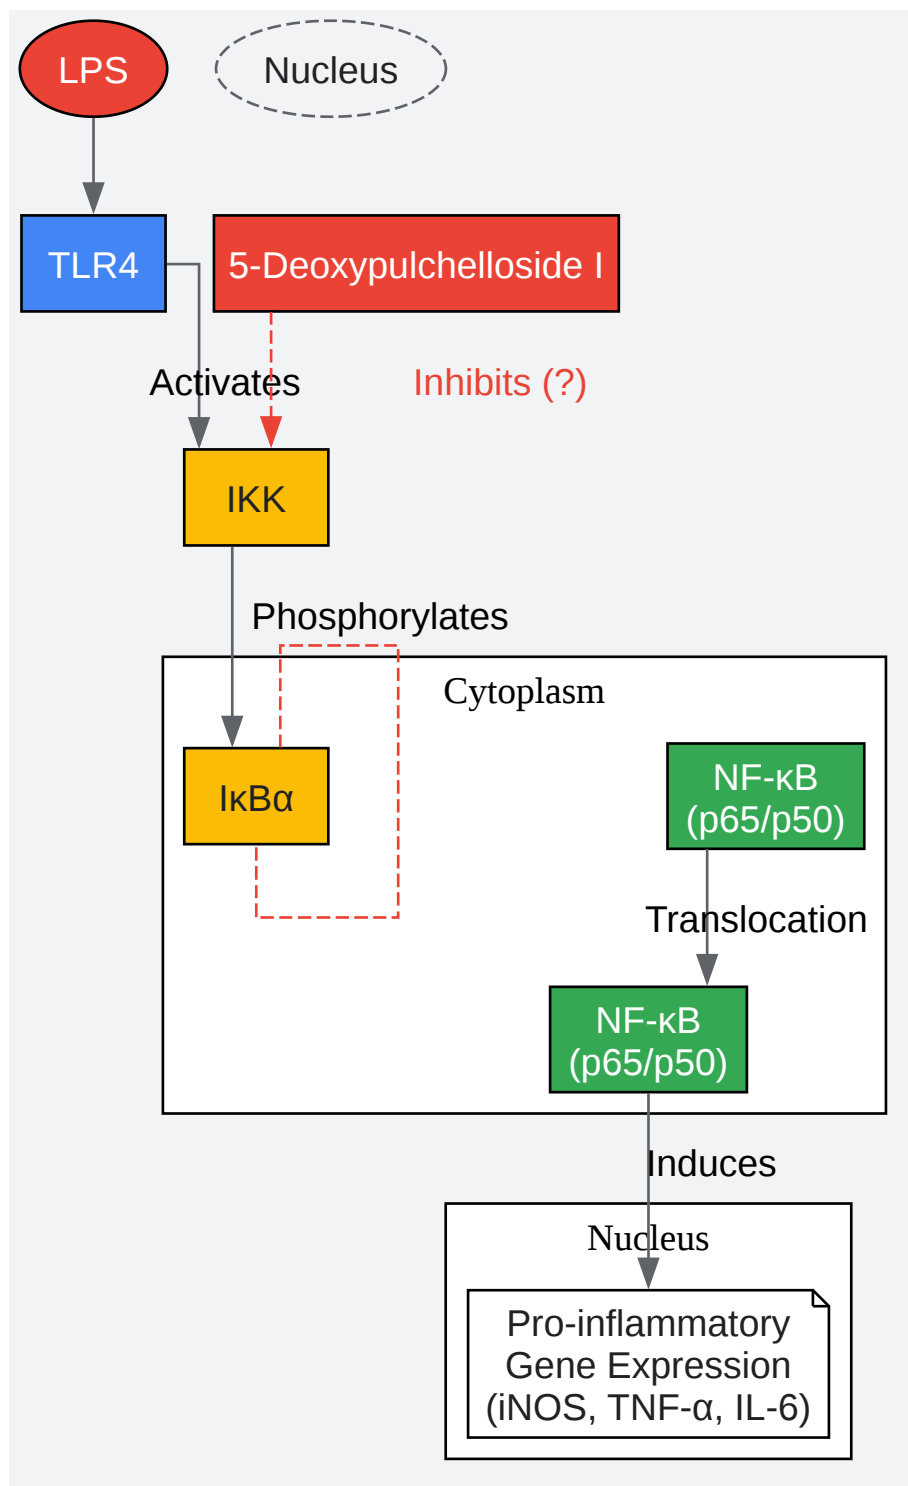 LPS
Nucleus
TLR4
5-Deoxypulchelloside I
Activates
Inhibits (?)
IKK
Phosphorylates
Cytoplasm
IκBα
NF-κB
(p65/p50)
Translocation
NF-κB
(p65/p50)
Induces
Nucleus
Pro-inflammatory
Gene Expression
(iNOS, TNF-α, IL-6)